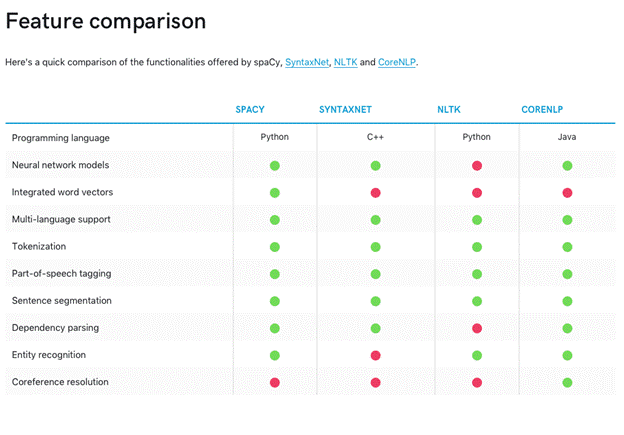 Feature comparison
Here's a quick comparison of the functionalities offered by spaCy, SyntaxNet, NLTK and CoreNLP.
SPACY SYNTAXNET NLTK CORENLP
Programming language Python C++ Python Java
Neural network models
Integrated word vectors
Multi-language support
Tokenization
Part-of-speech tagging
Sentence segmentation
Dependency parsing
Entity recognition
Coreference resolution